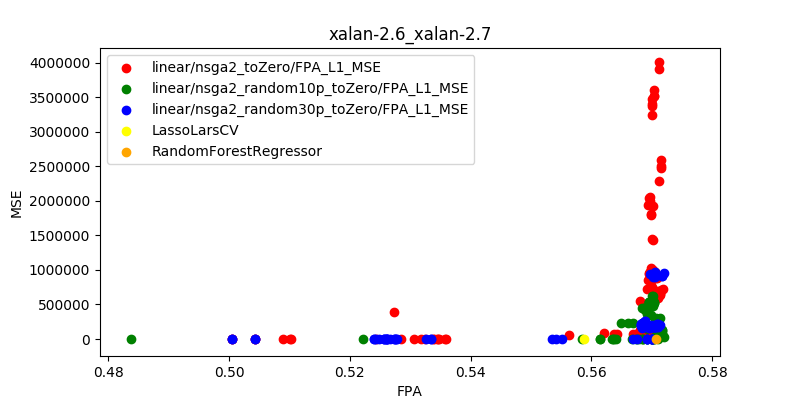 xalan-2.6_xalan-2.7
linear/nsga2_toZero/FPA_L1_MSE
linear/nsga2_random10p_toZero/FPA_L1_MSE
linear/nsga2_random30p_toZero/FPA_L1_MSE
LassoLarsCV
RandomForestRegressor
MSE
4000000
3500000
3000000
2500000
2000000
1500000
1000000
500000
0
0.48 0.50 0.52 0.54 0.56 0.58
FPA